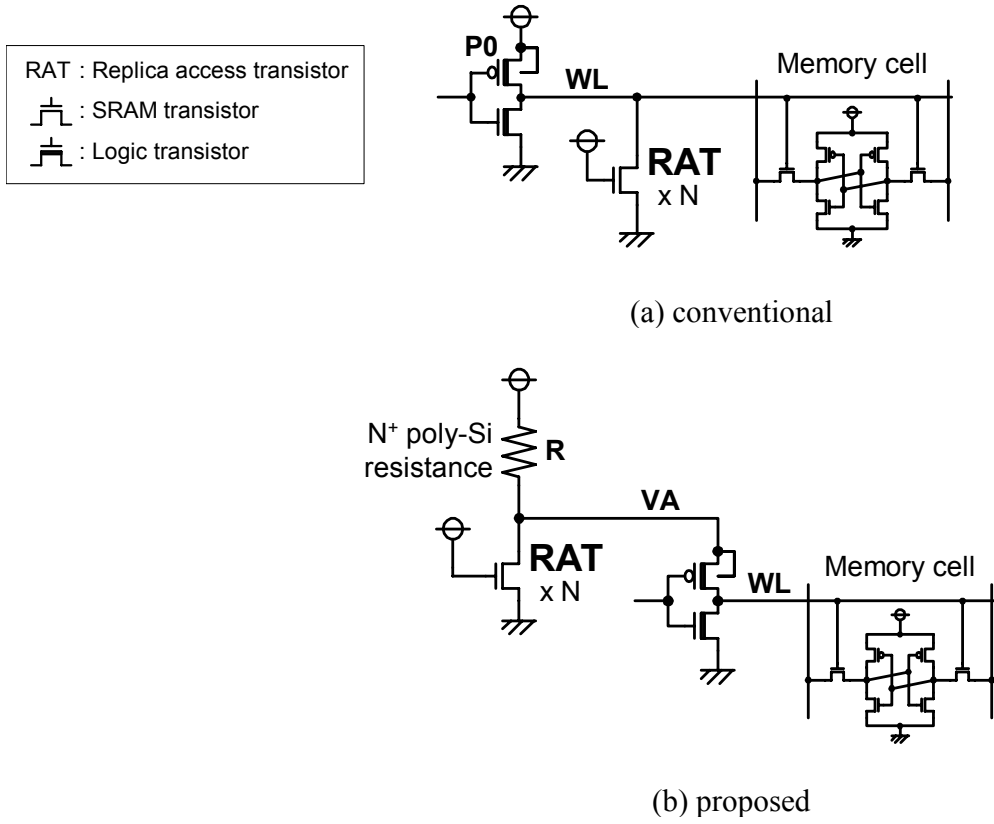 RAT : Replica access transistor
: SRAM transistor
: Logic transistor
P0
WL
Memory cell
RAT
x N
(a) conventional
N⁺ poly-Si
resistance
R
VA
RAT
x N
WL
Memory cell
(b) proposed